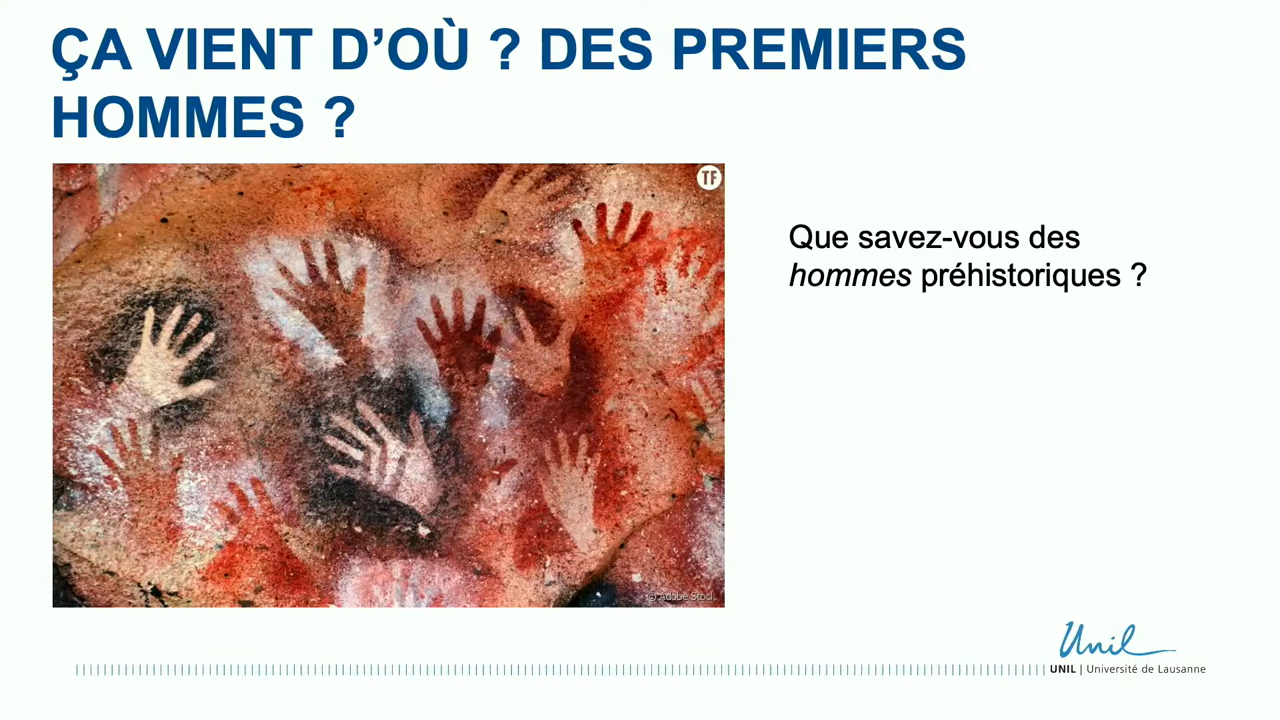 ÇA VIENT D’OÙ ? DES PREMIERS
HOMMES ?
TF
Que savez-vous des
hommes préhistoriques ?
© Adobe Stoc..
Unil
UNIL | Université de Lausanne